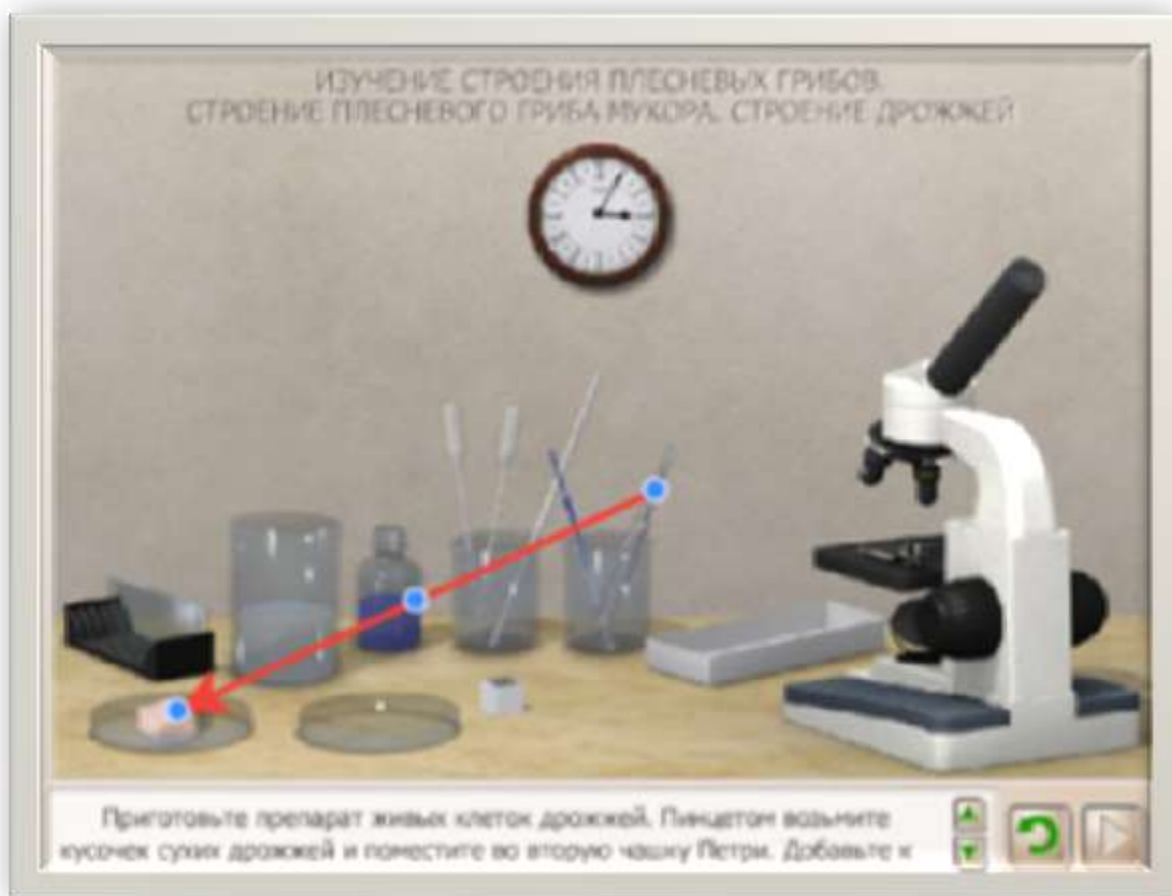 ИЗУЧЕНИЕ СТРОЕНИЯ ПЛЕСНЕВЫХ ГРИБОВ.
СТРОЕНИЕ ПЛЕСНЕВОГО ГРИБА МУКОРА. СТРОЕНИЕ ДРОЖЖЕЙ
Приготовьте препарат живых клеток дрожжей. Пинцетом возьмите
кусочек сухих дрожжей и поместите во вторую чашку Петри. Добавьте к